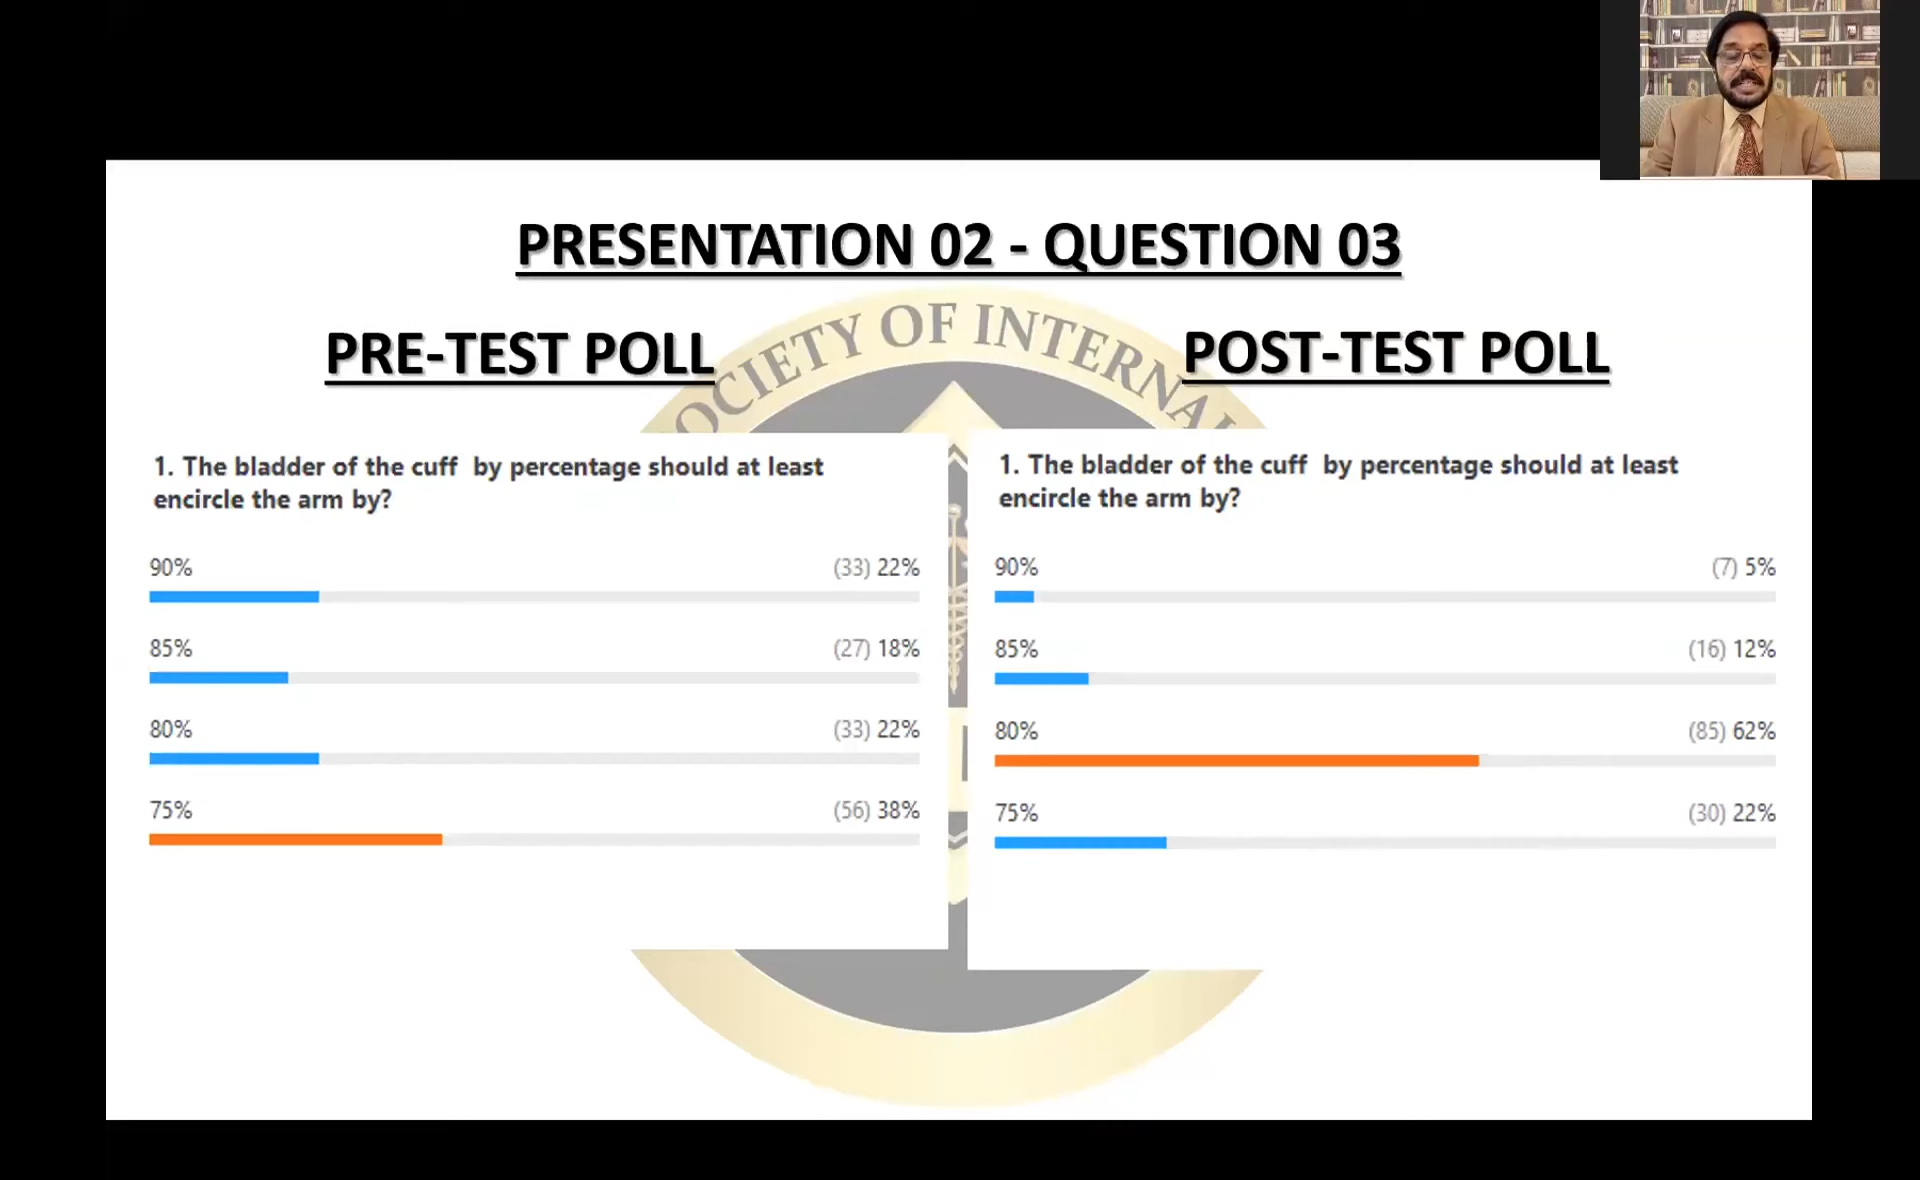 PRESENTATION 02 - QUESTION 03
SOCIETY OF INTERNAL
PRE-TEST POLL
1. The bladder of the cuff by percentage should at least
encircle the arm by?
90% (33) 22%
85% (27) 18%
80% (33) 22%
75% (56) 38%
POST-TEST POLL
1. The bladder of the cuff by percentage should at least
encircle the arm by?
90% (7) 5%
85% (16) 12%
80% (85) 62%
75% (30) 22%